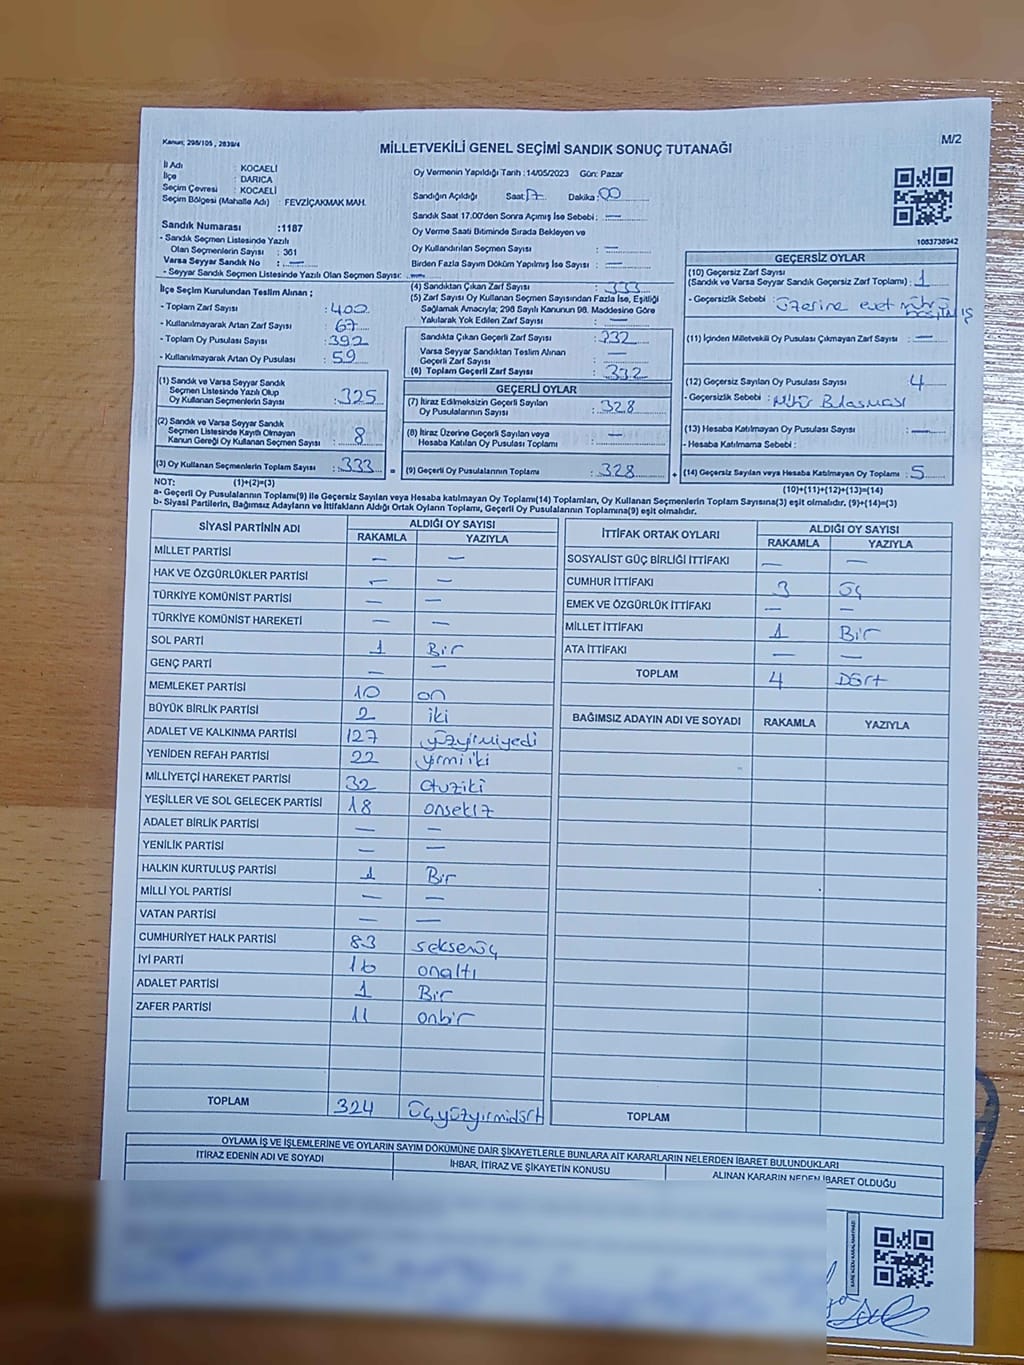 Kanun; 298/105 , 2839/4
M/2
MİLLETVEKİLİ GENEL SEÇİMİ SANDIK SONUÇ TUTANAĞI
İl Adı : KOCAELİ
İlçe : DARICA
Seçim Çevresi : KOCAELİ
Seçim Bölgesi (Mahalle Adı) : FEVZİÇAKMAK MAH.
Sandık Numarası :1187
- Sandık Seçmen Listesinde Yazılı
Olan Seçmenlerin Sayısı : 361
Varsa Seyyar Sandık No : —
- Seyyar Sandık Seçmen Listesinde Yazılı Olan Seçmen Sayısı: —
Oy Vermenin Yapıldığı Tarih :14/05/2023 Gün: Pazar
Sandığın Açıldığı Saat 17 Dakika: 00
Sandık Saat 17.00'den Sonra Açılmış İse Sebebi : —
Oy Verme Saati Bitiminde Sırada Bekleyen ve
Oy Kullandırılan Seçmen Sayısı : —
Birden Fazla Sayım Döküm Yapılmış İse Sayısı : —
1083738942
İlçe Seçim Kurulundan Teslim Alınan ;
- Toplam Zarf Sayısı : 400
- Kullanılmayarak Artan Zarf Sayısı : 67
- Toplam Oy Pusulası Sayısı : 392
- Kullanılmayarak Artan Oy Pusulası : 59
(1) Sandık ve Varsa Seyyar Sandık
Seçmen Listesinde Yazılı Olup
Oy Kullanan Seçmenlerin Sayısı : 325
(2) Sandık ve Varsa Seyyar Sandık
Seçmen Listesinde Kayıtlı Olmayan
Kanun Gereği Oy Kullanan Seçmen Sayısı : 8
(3) Oy Kullanan Seçmenlerin Toplam Sayısı : 333 =
(4) Sandıktan Çıkan Zarf Sayısı : 333
(5) Zarf Sayısı Oy Kullanan Seçmen Sayısından Fazla İse, Eşitliği
Sağlamak Amacıyla; 298 Sayılı Kanunun 98. Maddesine Göre
Yakılarak Yok Edilen Zarf Sayısı : —
Sandıkta Çıkan Geçerli Zarf Sayısı : 332
Varsa Seyyar Sandıktan Teslim Alınan
Geçerli Zarf Sayısı : —
(6) Toplam Geçerli Zarf Sayısı : 332
GEÇERLİ OYLAR
(7) İtiraz Edilmeksizin Geçerli Sayılan
Oy Pusulalarının Sayısı : 328
(8) İtiraz Üzerine Geçerli Sayılan veya
Hesaba Katılan Oy Pusulası Toplamı : —
(9) Geçerli Oy Pusulalarının Toplamı : 328 +
GEÇERSİZ OYLAR
(10) Geçersiz Zarf Sayısı
(Sandık ve Varsa Seyyar Sandık Geçersiz Zarf Toplamı) : 1
- Geçersizlik Sebebi : üzerine evet mührü basılmış
(11) İçinden Milletvekili Oy Pusulası Çıkmayan Zarf Sayısı : —
(12) Geçersiz Sayılan Oy Pusulası Sayısı 4
- Geçersizlik Sebebi : Mühür Bulaşması
(13) Hesaba Katılmayan Oy Pusulası Sayısı : —
- Hesaba Katılmama Sebebi :
(14) Geçersiz Sayılan veya Hesaba Katılmayan Oy Toplamı : 5
NOT: (1)+(2)=(3) (10)+(11)+(12)+(13)=(14)
a- Geçerli Oy Pusulalarının Toplamı(9) ile Geçersiz Sayılan veya Hesaba katılmayan Oy Toplamı(14) Toplamları, Oy Kullanan Seçmenlerin Toplam Sayısına(3) eşit olmalıdır. (9)+(14)=(3)
b- Siyasi Partilerin, Bağımsız Adayların ve İttifakların Aldığı Ortak Oyların Toplamı, Geçerli Oy Pusulalarının Toplamına(9) eşit olmalıdır.
SİYASİ PARTİNİN ADI ALDIĞI OY SAYISI
RAKAMLA YAZIYLA
MİLLET PARTİSİ — —
HAK VE ÖZGÜRLÜKLER PARTİSİ — —
TÜRKİYE KOMÜNİST PARTİSİ — —
TÜRKİYE KOMÜNİST HAREKETİ — —
SOL PARTİ 1 Bir
GENÇ PARTİ — —
MEMLEKET PARTİSİ 10 on
BÜYÜK BİRLİK PARTİSİ 2 iki
ADALET VE KALKINMA PARTİSİ 127 yüzyirmiyedi
YENİDEN REFAH PARTİSİ 22 yirmiiki
MİLLİYETÇİ HAREKET PARTİSİ 32 otuziki
YEŞİLLER VE SOL GELECEK PARTİSİ 18 onsekiz
ADALET BİRLİK PARTİSİ — —
YENİLİK PARTİSİ — —
HALKIN KURTULUŞ PARTİSİ 1 Bir
MİLLİ YOL PARTİSİ — —
VATAN PARTİSİ — —
CUMHURİYET HALK PARTİSİ 83 seksenüç
İYİ PARTİ 16 onaltı
ADALET PARTİSİ 1 Bir
ZAFER PARTİSİ 11 onbir
TOPLAM 324 üçyüzyirmidört
İTTİFAK ORTAK OYLARI ALDIĞI OY SAYISI
RAKAMLA YAZIYLA
SOSYALİST GÜÇ BİRLİĞİ İTTİFAKI — —
CUMHUR İTTİFAKI 3 üç
EMEK VE ÖZGÜRLÜK İTTİFAKI — —
MİLLET İTTİFAKI 1 Bir
ATA İTTİFAKI — —
TOPLAM 4 Dört
BAĞIMSIZ ADAYIN ADI VE SOYADI RAKAMLA YAZIYLA
TOPLAM
OYLAMA İŞ VE İŞLEMLERİNE VE OYLARIN SAYIM DÖKÜMÜNE DAİR ŞİKAYETLERLE BUNLARA AİT KARARLARIN NELERDEN İBARET BULUNDUKLARI
İTİRAZ EDENİN ADI VE SOYADI İHBAR, İTİRAZ VE ŞİKAYETİN KONUSU ALINAN KARARIN NEDEN İBARET OLDUĞU